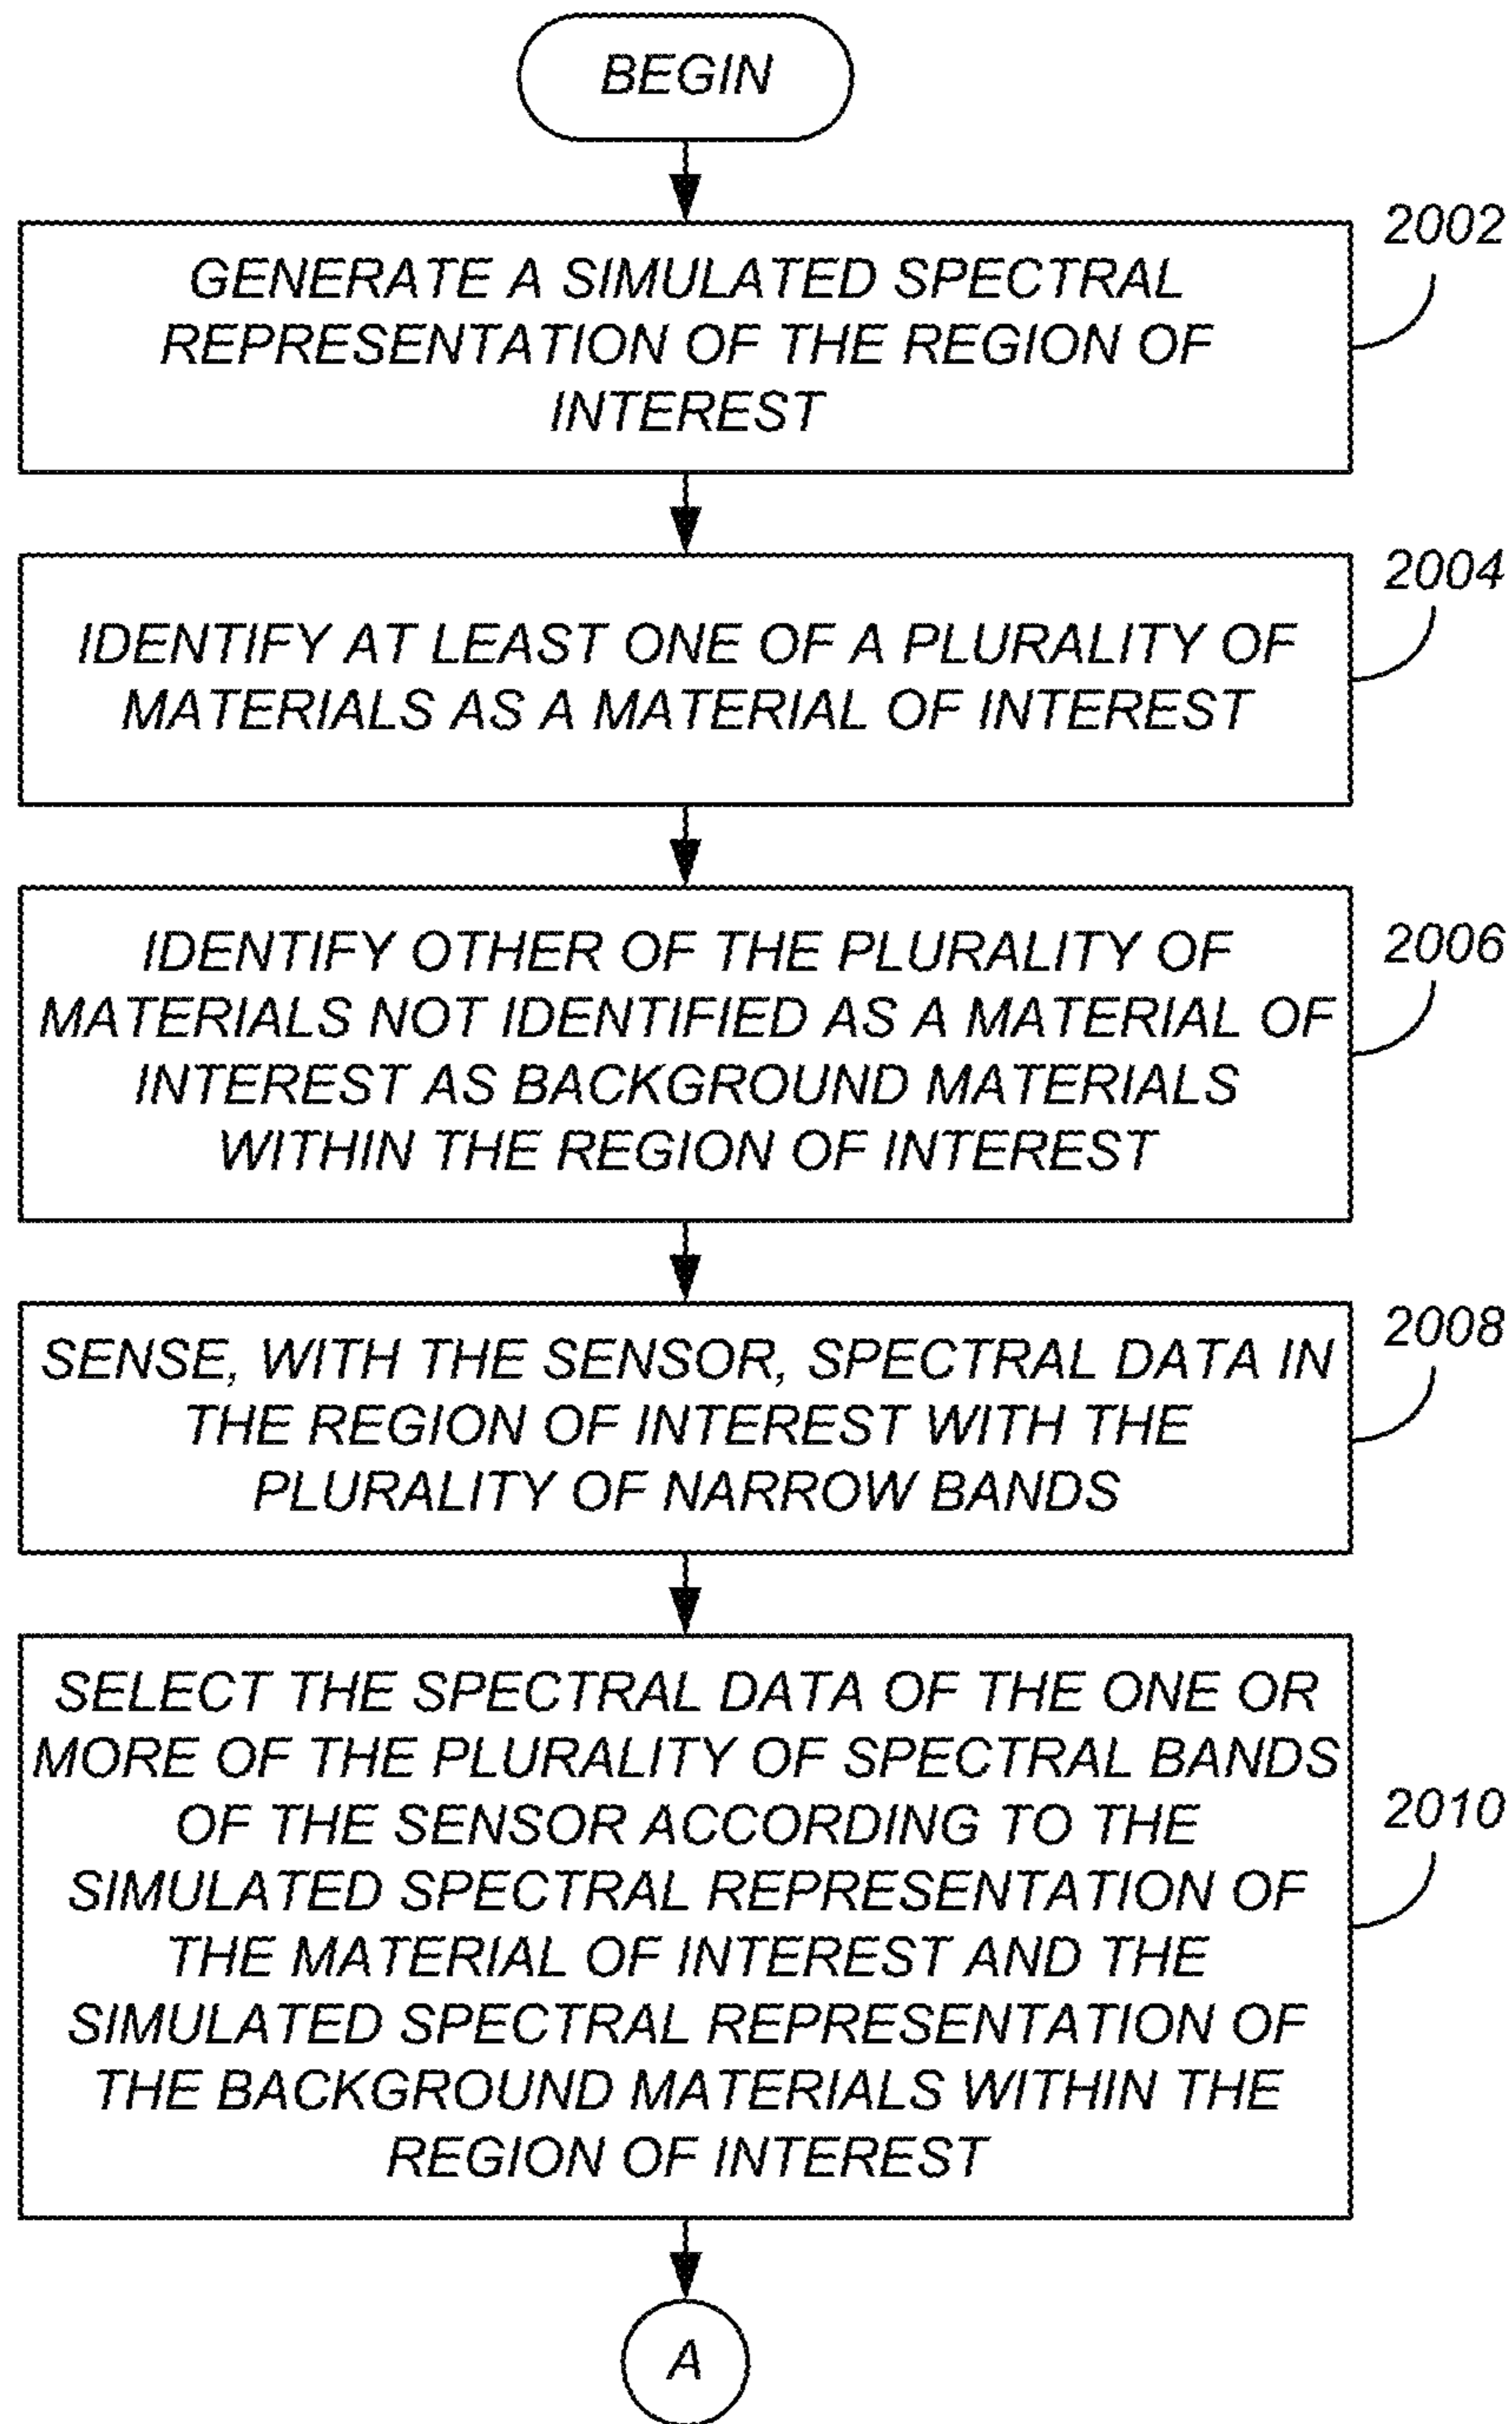 BEGIN
2002
GENERATE A SIMULATED SPECTRAL
REPRESENTATION OF THE REGION OF
INTEREST
2004
IDENTIFY AT LEAST ONE OF A PLURALITY OF
MATERIALS AS A MATERIAL OF INTEREST
2006
IDENTIFY OTHER OF THE PLURALITY OF
MATERIALS NOT IDENTIFIED AS A MATERIAL OF
INTEREST AS BACKGROUND MATERIALS
WITHIN THE REGION OF INTEREST
2008
SENSE, WITH THE SENSOR, SPECTRAL DATA IN
THE REGION OF INTEREST WITH THE
PLURALITY OF NARROW BANDS
SELECT THE SPECTRAL DATA OF THE ONE OR
MORE OF THE PLURALITY OF SPECTRAL BANDS
2010
OF THE SENSOR ACCORDING TO THE
SIMULATED SPECTRAL REPRESENTATION OF
THE MATERIAL OF INTEREST AND THE
SIMULATED SPECTRAL REPRESENTATION OF
THE BACKGROUND MATERIALS WITHIN THE
REGION OF INTEREST
A